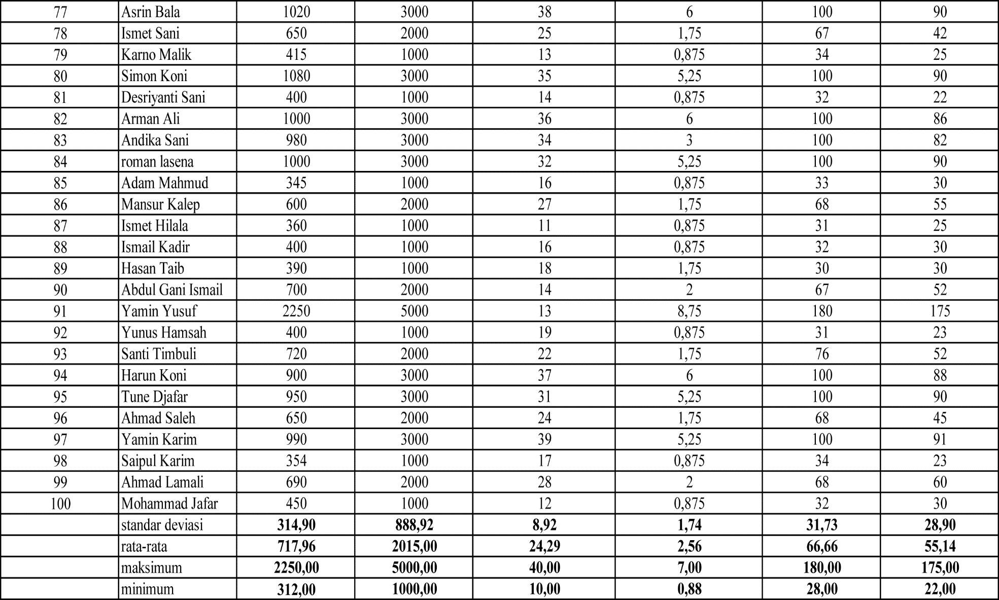 77 Asrin Bala 1020 3000 38 6 100 90
78 Ismet Sani 650 2000 25 1,75 67 42
79 Karno Malik 415 1000 13 0,875 34 25
80 Simon Koni 1080 3000 35 5,25 100 90
81 Desriyanti Sani 400 1000 14 0,875 32 22
82 Arman Ali 1000 3000 36 6 100 86
83 Andika Sani 980 3000 34 3 100 82
84 roman lasena 1000 3000 32 5,25 100 90
85 Adam Mahmud 345 1000 16 0,875 33 30
86 Mansur Kalep 600 2000 27 1,75 68 55
87 Ismet Hilala 360 1000 11 0,875 31 25
88 Ismail Kadir 400 1000 16 0,875 32 30
89 Hasan Taib 390 1000 18 1,75 30 30
90 Abdul Gani Ismail 700 2000 14 2 67 52
91 Yamin Yusuf 2250 5000 13 8,75 180 175
92 Yunus Hamsah 400 1000 19 0,875 31 23
93 Santi Timbuli 720 2000 22 1,75 76 52
94 Harun Koni 900 3000 37 6 100 88
95 Tune Djafar 950 3000 31 5,25 100 90
96 Ahmad Saleh 650 2000 24 1,75 68 45
97 Yamin Karim 990 3000 39 5,25 100 91
98 Saipul Karim 354 1000 17 0,875 34 23
99 Ahmad Lamali 690 2000 28 2 68 60
100 Mohammad Jafar 450 1000 12 0,875 32 30
standar deviasi 314,90 888,92 8,92 1,74 31,73 28,90
rata-rata 717,96 2015,00 24,29 2,56 66,66 55,14
maksimum 2250,00 5000,00 40,00 7,00 180,00 175,00
minimum 312,00 1000,00 10,00 0,88 28,00 22,00